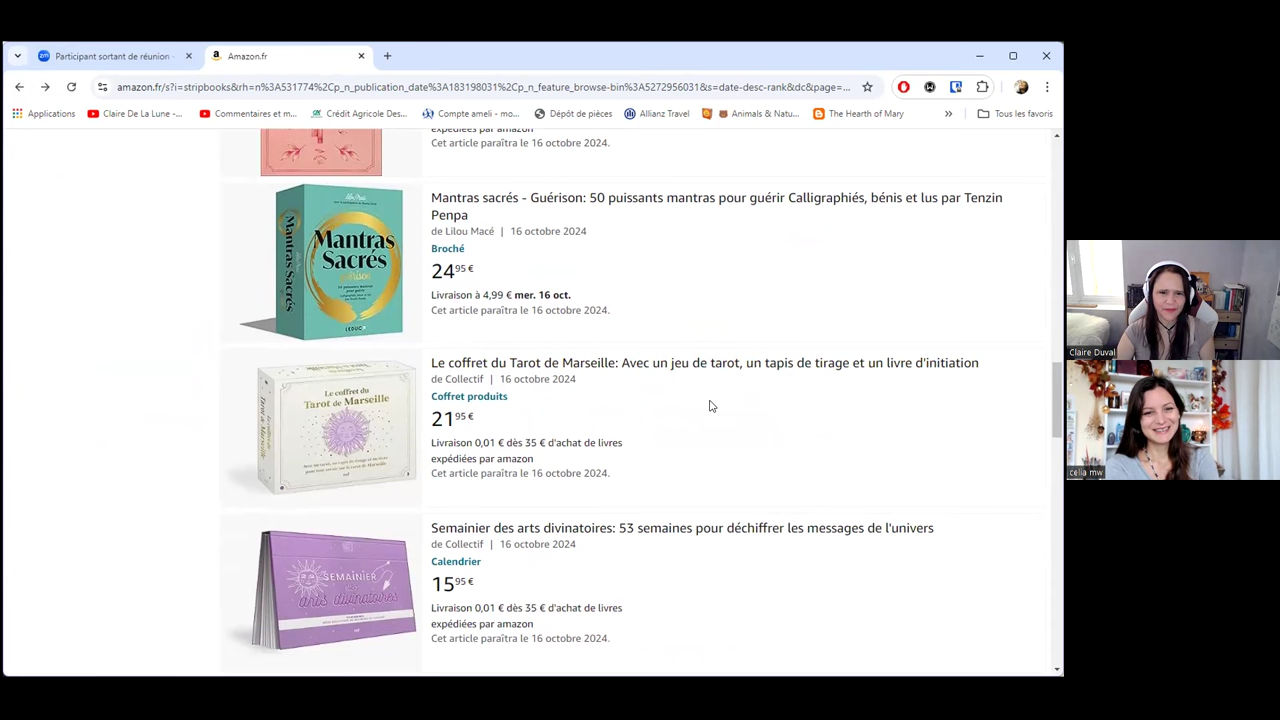 Participant sortant de réunion -
Amazon.fr
amazon.fr/s?i=stripbooks&rh=n%3A531774%2Cp_n_publication_date%3A183198031%2Cp_n_feature_browse-bin%3A5272956031&s=date-desc-rank&dc&page=...
Applications
Claire De La Lune -...
Commentaires et m...
Crédit Agricole Des...
Compte ameli - mo...
Dépôt de pièces
Allianz Travel
Animals & Natu...
The Hearth of Mary
»
Tous les favoris
expédiées par amazon
Cet article paraîtra le 16 octobre 2024.
Mantras Sacrés
Mantras
Sacrés
LEDUC
Mantras sacrés - Guérison: 50 puissants mantras pour guérir Calligraphiés, bénis et lus par Tenzin
Penpa
de Lilou Macé | 16 octobre 2024
Broché
24,95 €
Livraison à 4,99 € mer. 16 oct.
Cet article paraîtra le 16 octobre 2024.
Le coffret du
Tarot de Marseille
Le coffret du Tarot de Marseille: Avec un jeu de tarot, un tapis de tirage et un livre d'initiation
de Collectif | 16 octobre 2024
Coffret produits
21,95 €
Livraison 0,01 € dès 35 € d'achat de livres
expédiées par amazon
Cet article paraîtra le 16 octobre 2024.
SEMAINIER
arts divinatoires
Semainier des arts divinatoires: 53 semaines pour déchiffrer les messages de l'univers
de Collectif | 16 octobre 2024
Calendrier
15,95 €
Livraison 0,01 € dès 35 € d'achat de livres
expédiées par amazon
Cet article paraîtra le 16 octobre 2024.
Claire Duval
celia mw